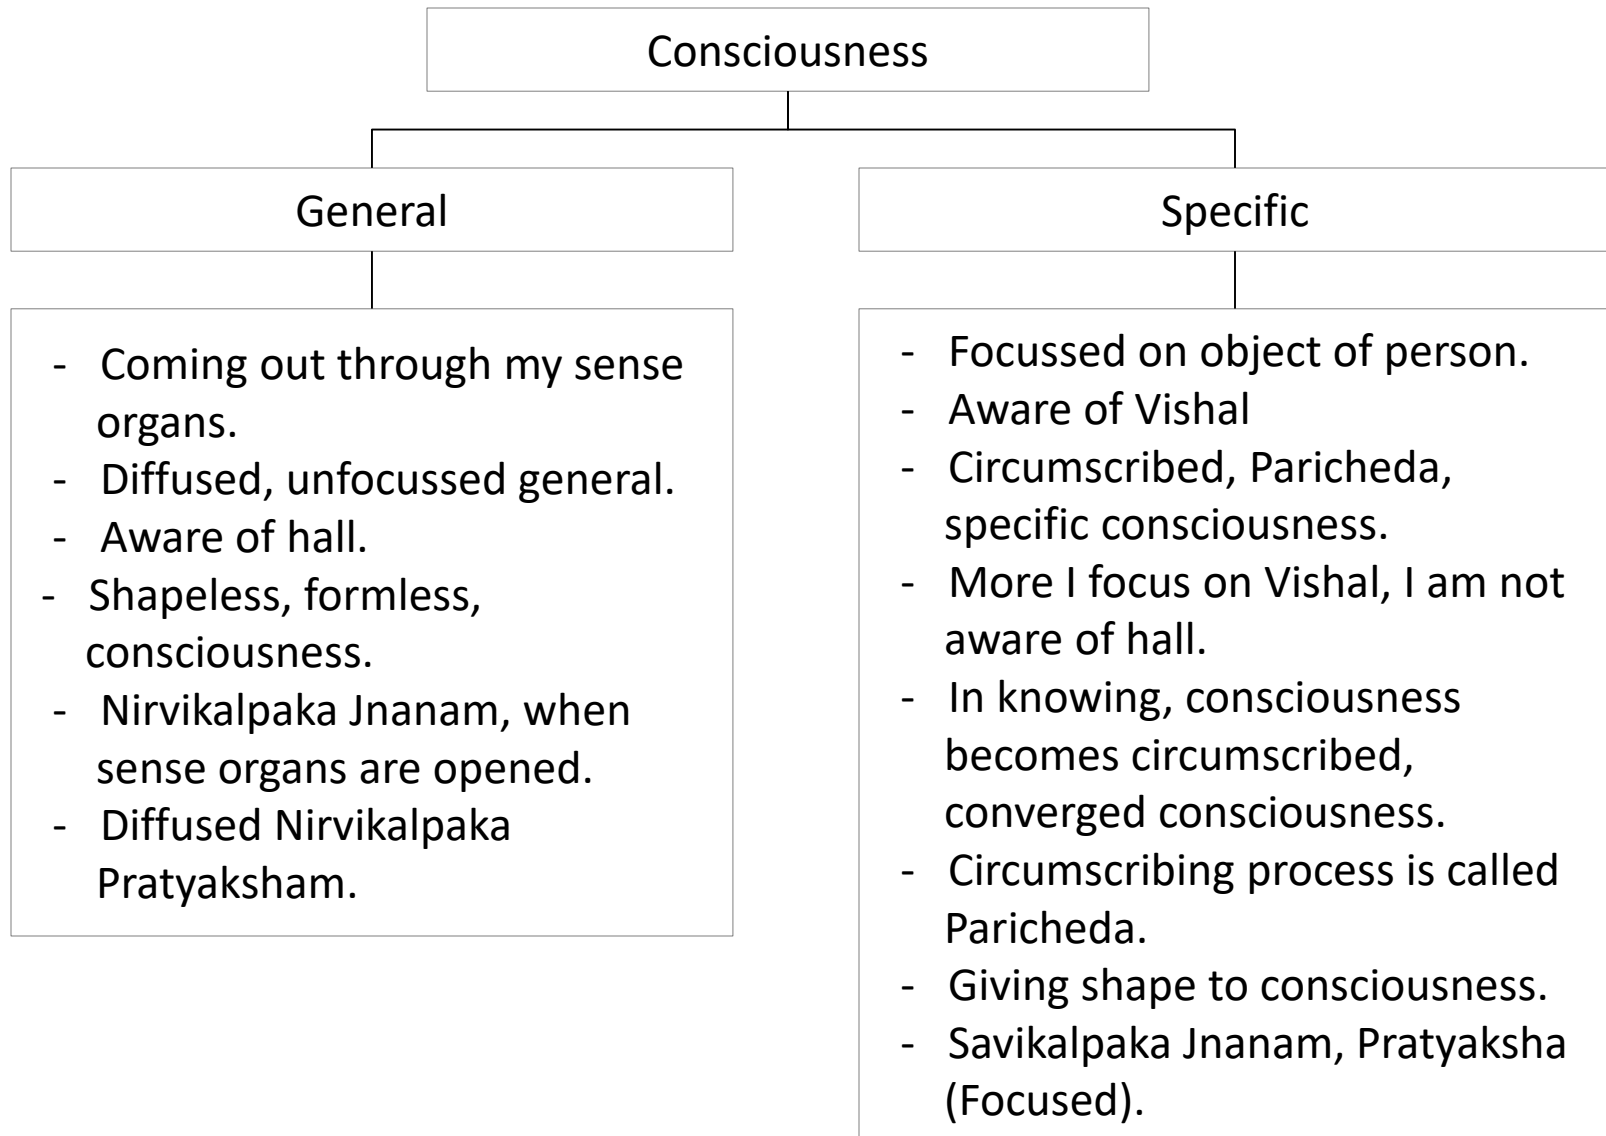 Consciousness
General
Specific
- Coming out through my sense
organs.
- Diffused, unfocussed general.
- Aware of hall.
- Shapeless, formless,
consciousness.
- Nirvikalpaka Jnanam, when
sense organs are opened.
- Diffused Nirvikalpaka
Pratyaksham.
- Focussed on object of person.
- Aware of Vishal
- Circumscribed, Paricheda,
specific consciousness.
- More I focus on Vishal, I am not
aware of hall.
- In knowing, consciousness
becomes circumscribed,
converged consciousness.
- Circumscribing process is called
Paricheda.
- Giving shape to consciousness.
- Savikalpaka Jnanam, Pratyaksha
(Focused).